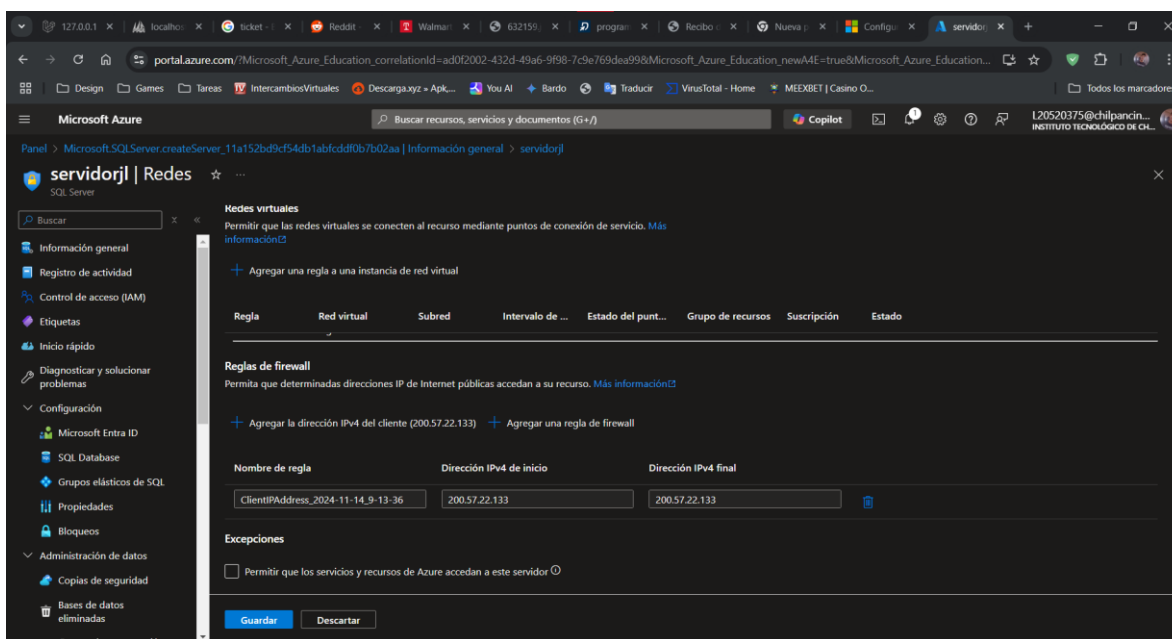 127.0.0.1
localhos
ticket - i
Reddit -
Walmar
632159.
program
Recibo c
Nueva p
Configu
servidorj
portal.azure.com/?Microsoft_Azure_Education_correlationId=ad0f2002-432d-49a6-9f98-7c9e769dea99&Microsoft_Azure_Education_newA4E=true&Microsoft_Azure_Education...
Design
Games
Tareas
IntercambiosVirtuales
Descarga.xyz » Apk,...
You AI
Bardo
Traducir
VirusTotal - Home
MEEXBET | Casino O...
Todos los marcadore
Microsoft Azure
Buscar recursos, servicios y documentos (G+/)
Copilot
1
L20520375@chilpancin...
INSTITUTO TECNOLÓGICO DE CH...
Panel > Microsoft.SQLServer.createServer_11a152bd9cf54db1abfcddf0b7b02aa | Información general > servidorjl
servidorjl | Redes
SQL Server
Buscar
Información general
Registro de actividad
Control de acceso (IAM)
Etiquetas
Inicio rápido
Diagnosticar y solucionar
problemas
Configuración
Microsoft Entra ID
SQL Database
Grupos elásticos de SQL
Propiedades
Bloqueos
Administración de datos
Copias de seguridad
Bases de datos
eliminadas
Redes virtuales
Permitir que las redes virtuales se conecten al recurso mediante puntos de conexión de servicio. Más
información
Agregar una regla a una instancia de red virtual
Regla Red virtual Subred Intervalo de ... Estado del punt... Grupo de recursos Suscripción Estado
Reglas de firewall
Permita que determinadas direcciones IP de Internet públicas accedan a su recurso. Más información
Agregar la dirección IPv4 del cliente (200.57.22.133) Agregar una regla de firewall
Nombre de regla Dirección IPv4 de inicio Dirección IPv4 final
ClientIPAddress_2024-11-14_9-13-36 200.57.22.133 200.57.22.133
Excepciones
Permitir que los servicios y recursos de Azure accedan a este servidor
Guardar Descartar